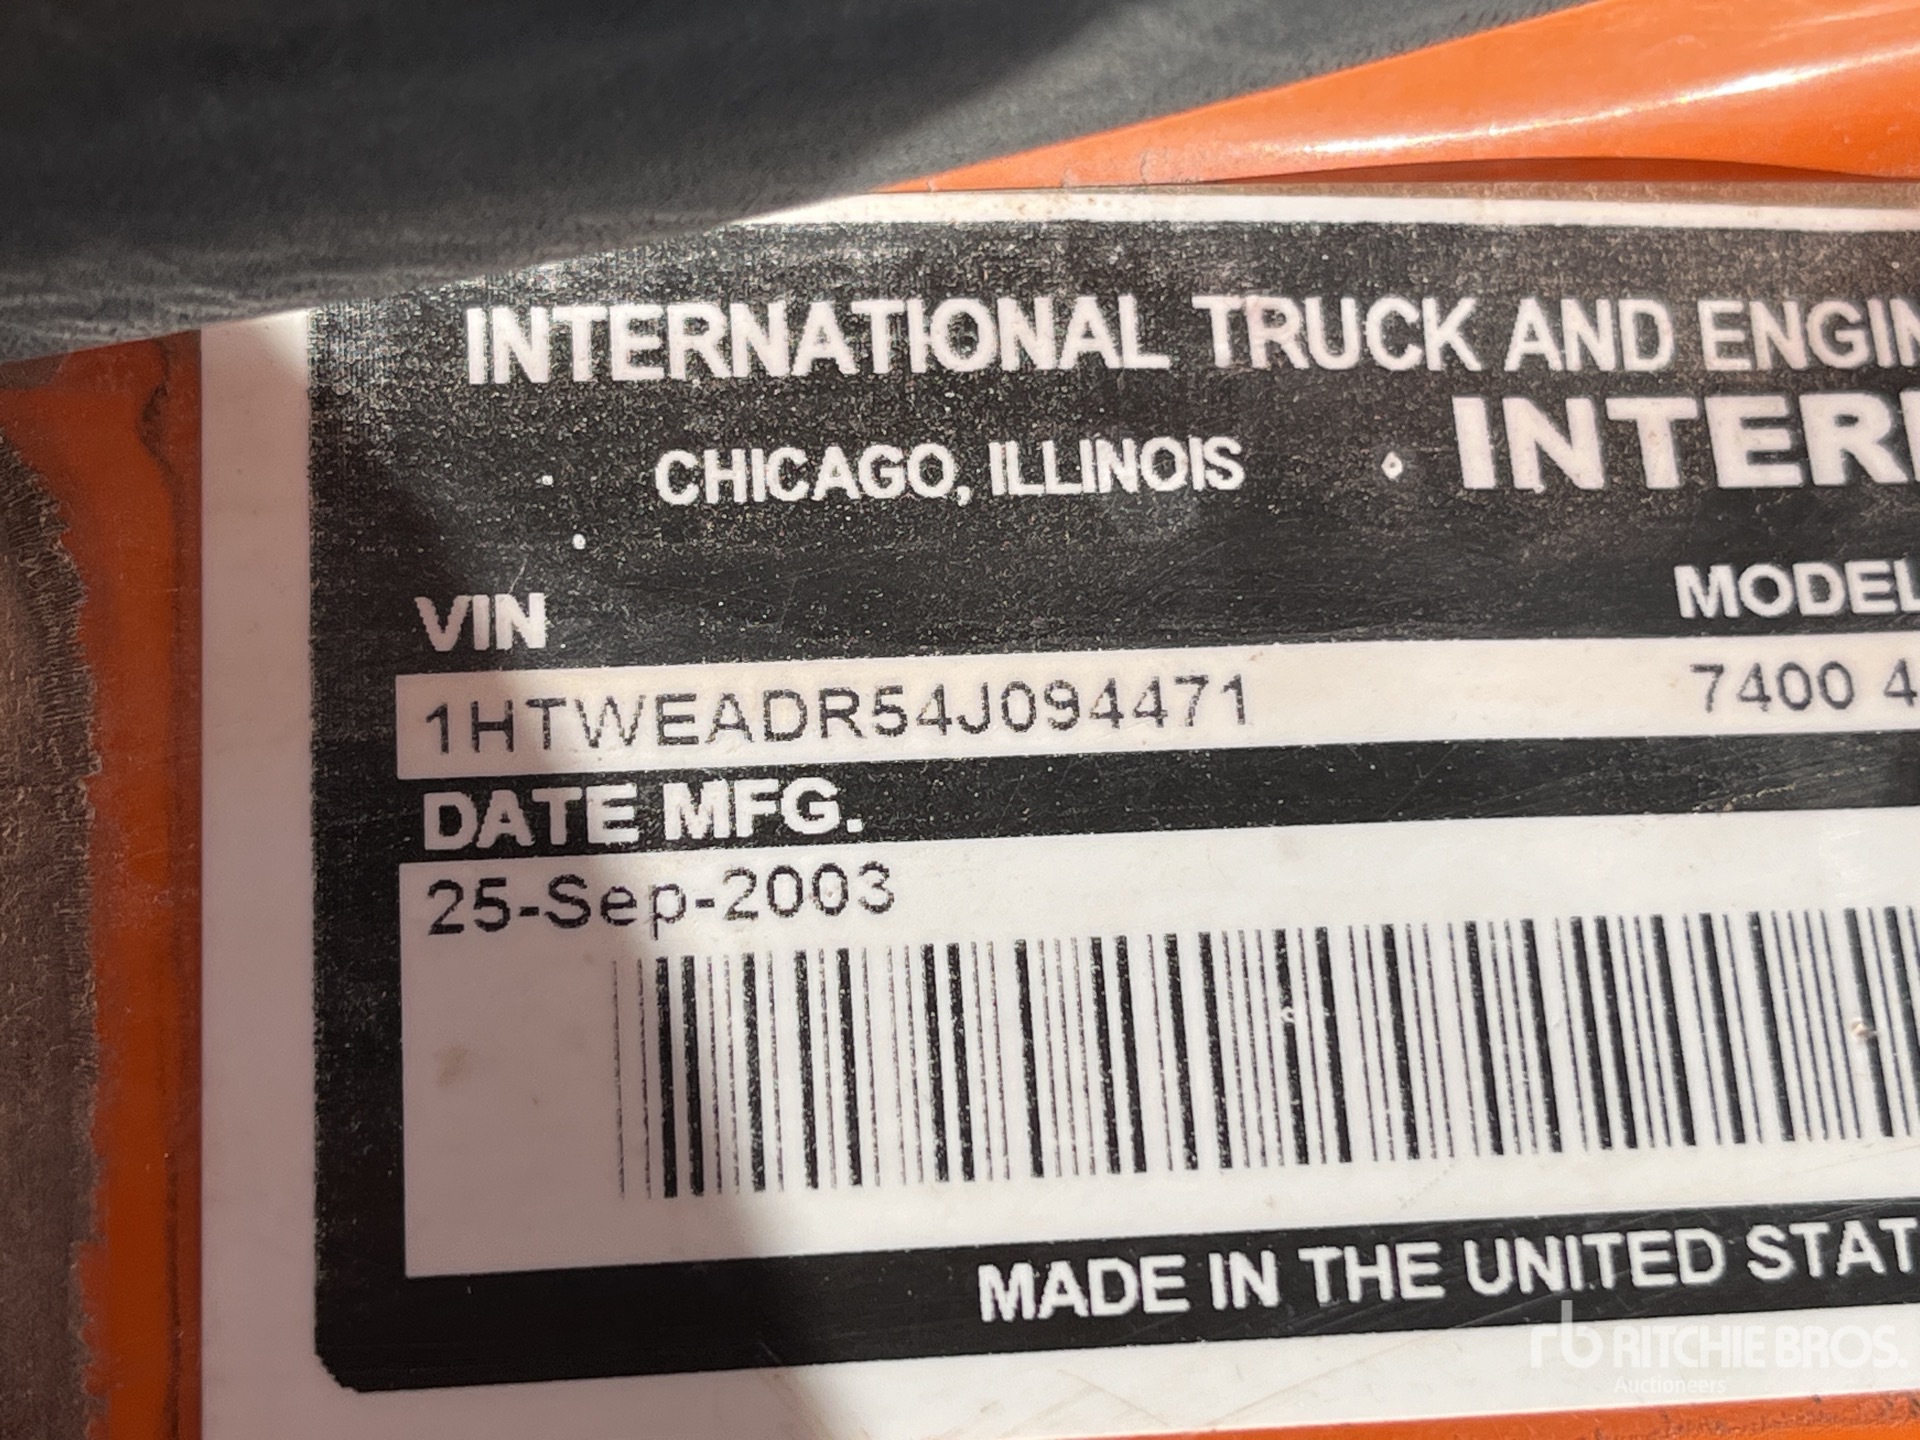 INTERNATIONAL TRUCK AND ENGIN
CHICAGO, ILLINOIS
INTER
VIN
MODEL
1HTWEADR54J094471
7400 4
DATE MFG.
25-Sep-2003
MADE IN THE UNITED STAT
rb RITCHIE BROS.
Auctioneers